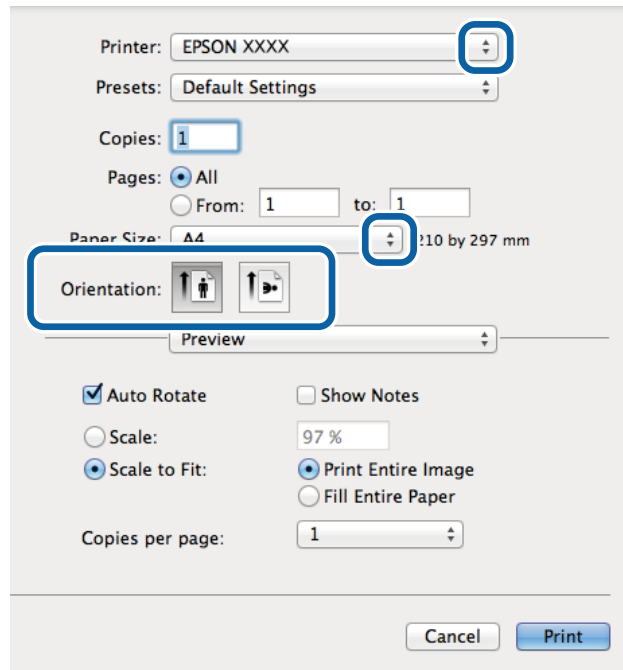 Printer: EPSON XXXX
Presets: Default Settings
Copies: 1
Pages: All
From: 1 to: 1
Paper Size: A4 210 by 297 mm
Orientation:
Preview
Auto Rotate Show Notes
Scale: 97 %
Scale to Fit: Print Entire Image
Fill Entire Paper
Copies per page: 1
Cancel Print